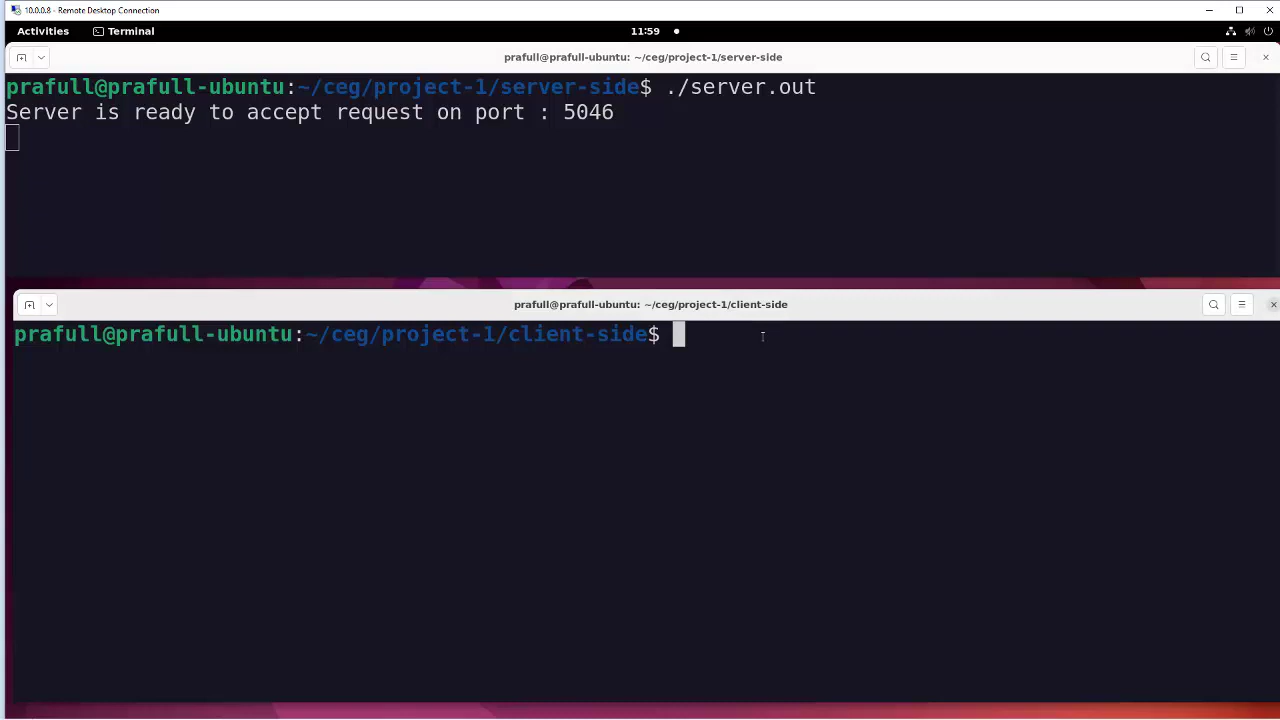 10.0.0.8 - Remote Desktop Connection
Activities Terminal 11:59
prafull@prafull-ubuntu: ~/ceg/project-1/server-side
prafull@prafull-ubuntu:~/ceg/project-1/server-side$ ./server.out
Server is ready to accept request on port : 5046
prafull@prafull-ubuntu: ~/ceg/project-1/client-side
prafull@prafull-ubuntu:~/ceg/project-1/client-side$